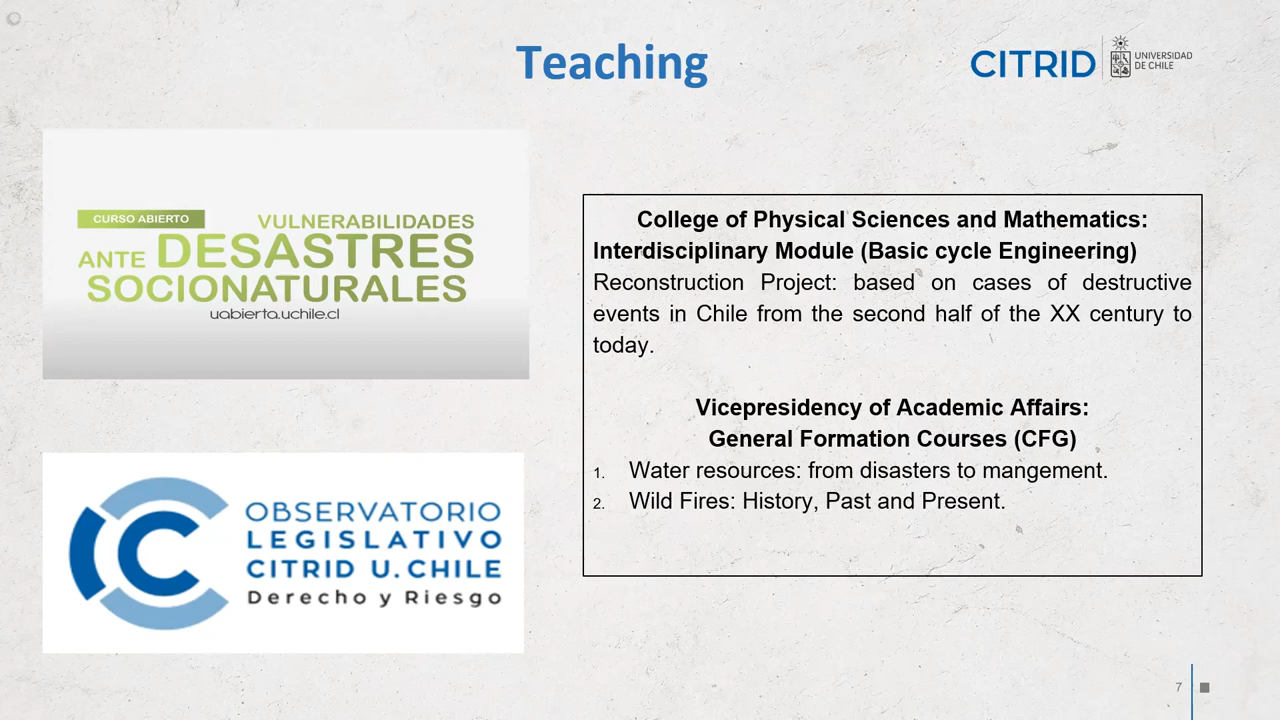 Teaching
CITRID
UNIVERSIDAD
DE CHILE
CURSO ABIERTO
VULNERABILIDADES
ANTE DESASTRES
SOCIONATURALES
uabierta.uchile.cl
OBSERVATORIO
LEGISLATIVO
CITRID U. CHILE
Derecho y Riesgo
College of Physical Sciences and Mathematics:
Interdisciplinary Module (Basic cycle Engineering)
Reconstruction Project: based on cases of destructive
events in Chile from the second half of the XX century to
today.
Vicepresidency of Academic Affairs:
General Formation Courses (CFG)
1. Water resources: from disasters to mangement.
2. Wild Fires: History, Past and Present.
7